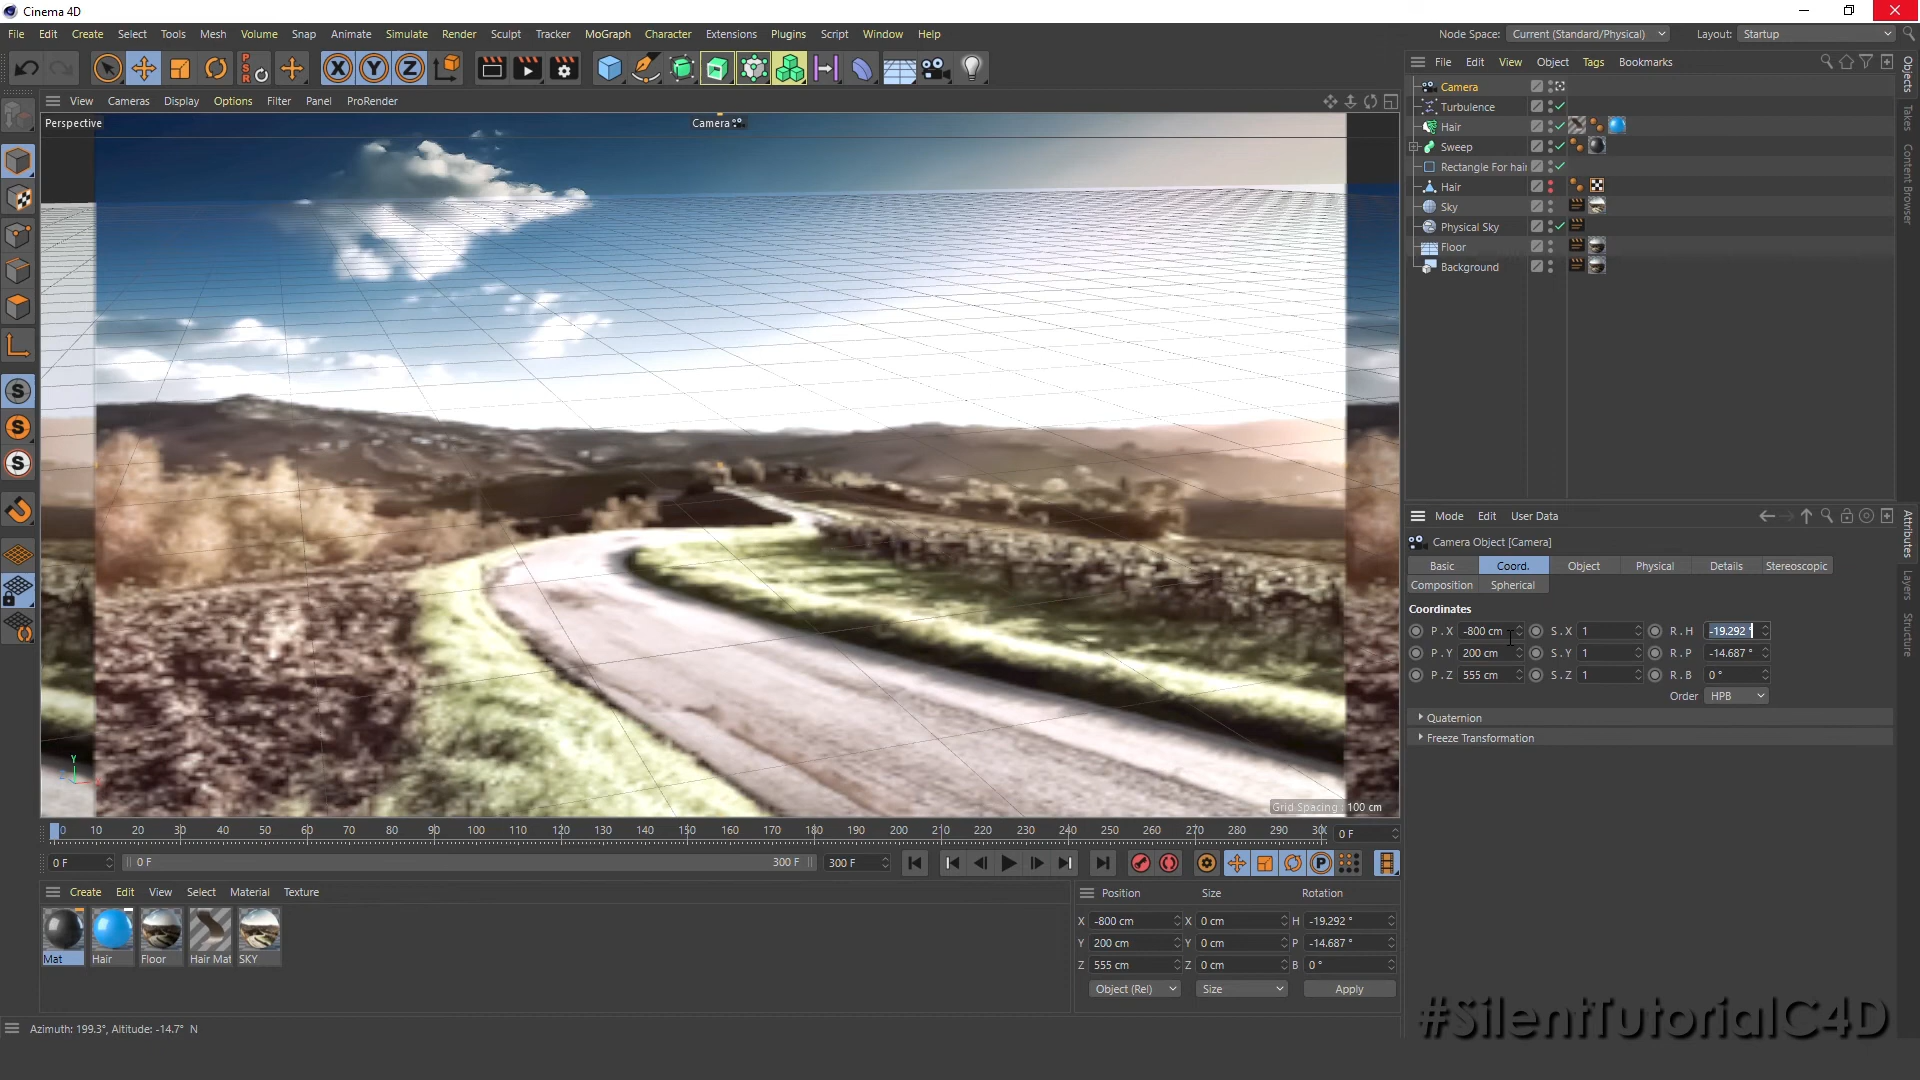 Cinema 4D
File Edit Create Select Tools Mesh Volume Snap Animate Simulate Render Sculpt Tracker MoGraph Character Extensions Plugins Script Window Help Node Space: Current (Standard/Physical) Layout: Startup
PSR X Y Z
File Edit View Object Tags Bookmarks
View Cameras Display Options Filter Panel ProRender
Perspective
Camera
Camera
Turbulence
Hair
Sweep
Rectangle For hair
Hair
Sky
Physical Sky
Floor
Background
Objects
Takes
Content Browser
S
S
S
Mode Edit User Data
Camera Object [Camera]
Basic Coord. Object Physical Details Stereoscopic
Composition Spherical
Coordinates
P . X -800 cm S . X 1 R . H -19.292 °
P . Y 200 cm S . Y 1 R . P -14.687 °
P . Z 555 cm S . Z 1 R . B 0 °
Order HPB
Quaternion
Freeze Transformation
Attributes
Layers
Structure
Y
Grid Spacing : 100 cm
0 10 20 30 40 50 60 70 80 90 100 110 120 130 140 150 160 170 180 190 200 210 220 230 240 250 260 270 280 290 0 F
0 F 0 F 300 F 300 F
P
Create Edit View Select Material Texture
Mat Hair Floor Hair Mat SKY
Position Size Rotation
X -800 cm X 0 cm H -19.292 °
Y 200 cm Y 0 cm P -14.687 °
Z 555 cm Z 0 cm B 0 °
Object (Rel) Size Apply
#SilentTutorialC4D
Azimuth: 199.3°, Altitude: -14.7° N